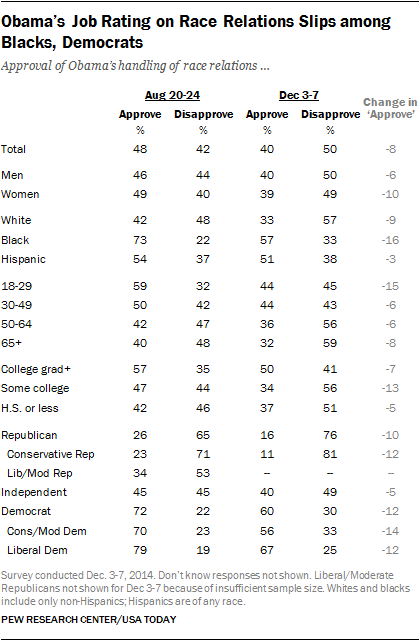 Obama's Job Rating on Race Relations Slips among
Blacks, Democrats
Approval of Obama's handling of race relations ...
Aug 20-24 Dec 3-7 Change in
Approve Disapprove Approve Disapprove 'Approve'
% % % %
Total 48 42 40 50 -8
Men 46 44 40 50 -6
Women 49 40 39 49 -10
White 42 48 33 57 -9
Black 73 22 57 33 -16
Hispanic 54 37 51 38 -3
18-29 59 32 44 45 -15
30-49 50 42 44 43 -6
50-64 42 47 36 56 -6
65+ 40 48 32 59 -8
College grad+ 57 35 50 41 -7
Some college 47 44 34 56 -13
H.S. or less 42 46 37 51 -5
Republican 26 65 16 76 -10
Conservative Rep 23 71 11 81 -12
Lib/Mod Rep 34 53 -- -- --
Independent 45 45 40 49 -5
Democrat 72 22 60 30 -12
Cons/Mod Dem 70 23 56 33 -14
Liberal Dem 79 19 67 25 -12
Survey conducted Dec. 3-7, 2014. Don't know responses not shown. Liberal/Moderate
Republicans not shown for Dec 3-7 because of insufficient sample size. Whites and blacks
include only non-Hispanics; Hispanics are of any race.
PEW RESEARCH CENTER/USA TODAY